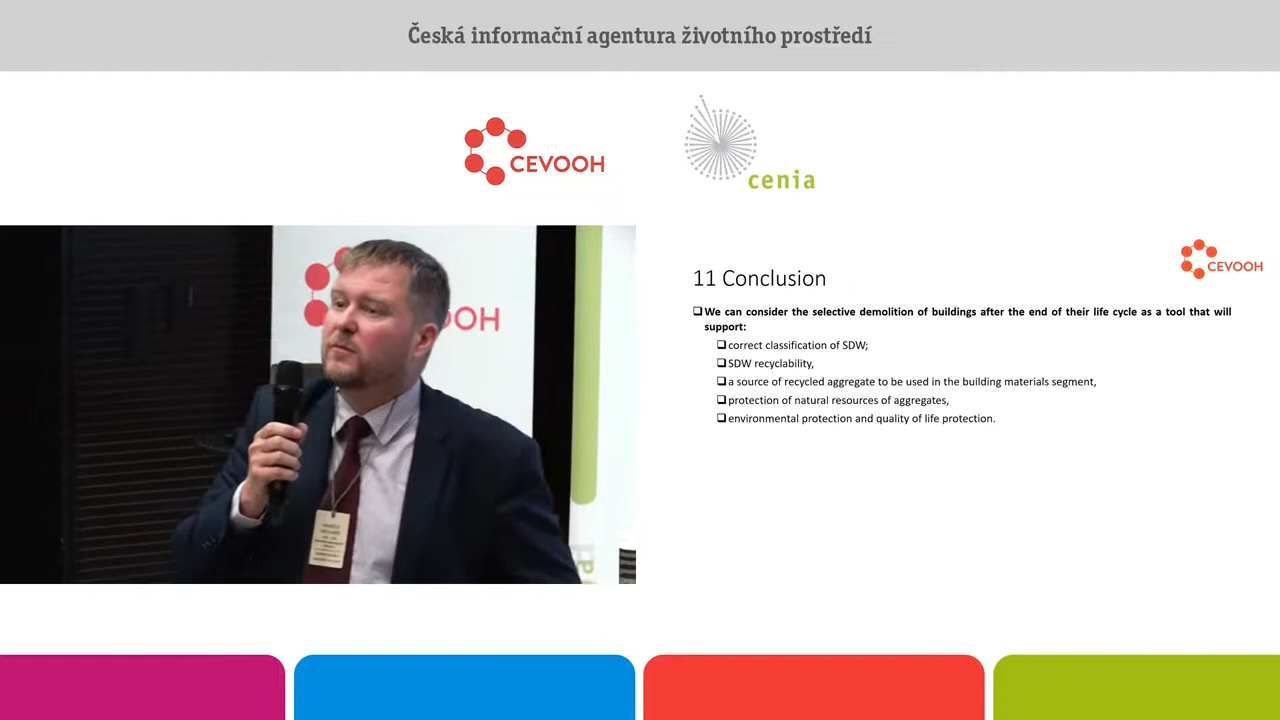 Česká informační agentura životního prostředí
CEVOOH
cenia
OOH
CEVOOH
11 Conclusion
❑ We can consider the selective demolition of buildings after the end of their life cycle as a tool that will
support:
❑ correct classification of SDW;
❑ SDW recyclability,
❑ a source of recycled aggregate to be used in the building materials segment,
❑ protection of natural resources of aggregates,
❑ environmental protection and quality of life protection.